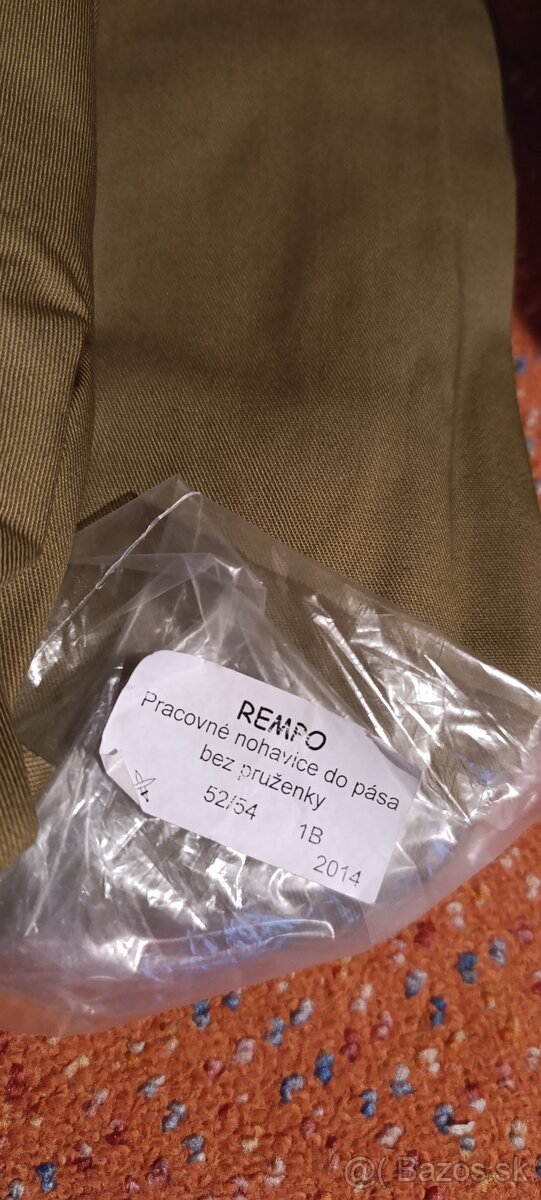 REMPO
Pracovné nohavice do pása
bez pruženky
52/54 1B
2014
Bazos.sk